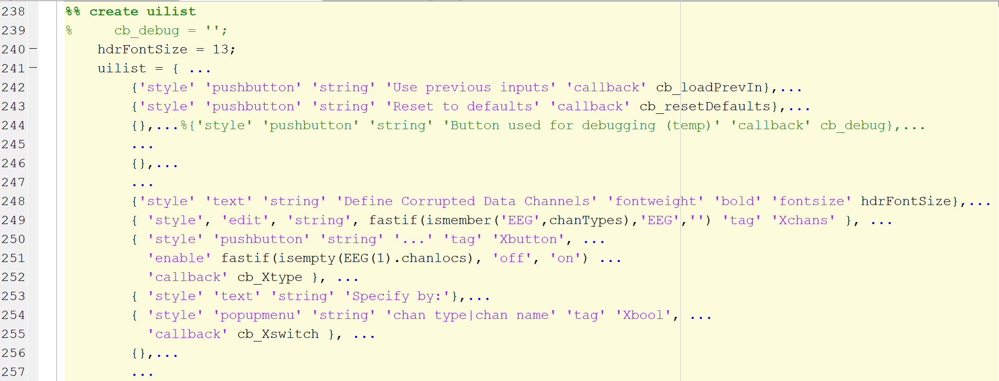 238 %% create uilist
239 %     cb_debug = '';
240 –     hdrFontSize = 13;
241 –     uilist = { ...
242         {'style' 'pushbutton' 'string' 'Use previous inputs' 'callback' cb_loadPrevIn},...
243         {'style' 'pushbutton' 'string' 'Reset to defaults' 'callback' cb_resetDefaults},...
244         {},...%{'style' 'pushbutton' 'string' 'Button used for debugging (temp)' 'callback' cb_debug},...
245         ...
246         {},...
247         ...
248         {'style' 'text' 'string' 'Define Corrupted Data Channels' 'fontweight' 'bold' 'fontsize' hdrFontSize},...
249         { 'style', 'edit', 'string', fastif(ismember('EEG',chanTypes),'EEG','') 'tag' 'Xchans' }, ...
250         { 'style' 'pushbutton' 'string' '...' 'tag' 'Xbutton', ...
251           'enable' fastif(isempty(EEG(1).chanlocs), 'off', 'on') ...
252           'callback' cb_Xtype }, ...
253         { 'style' 'text' 'string' 'Specify by:'},...
254         { 'style' 'popupmenu' 'string' 'chan type|chan name' 'tag' 'Xbool', ...
255           'callback' cb_Xswitch }, ...
256         {},...
257         ...